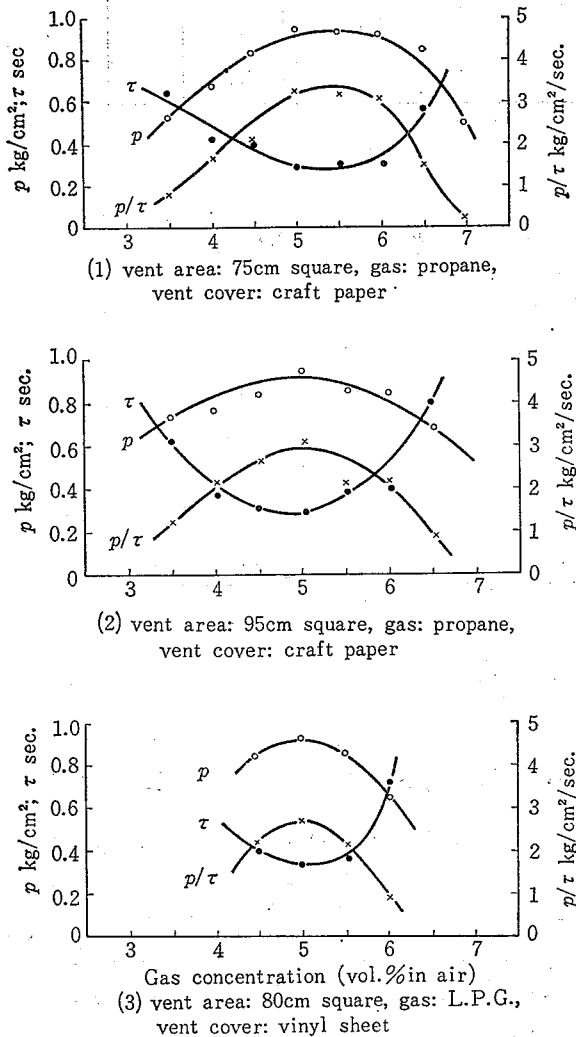 p kg/cm²; τ sec
1.0
0.8
0.6
0.4
0.2
0
τ
p
p/τ
5
4
3
2
1
0
p/τ kg/cm²/sec.
3 4 5 6 7
(1) vent area: 75cm square, gas: propane,
vent cover: craft paper
p kg/cm²; τ sec.
1.0
0.8
0.6
0.4
0.2
0
τ
p
p/τ
5
4
3
2
1
0
p/τ kg/cm²/sec.
3 4 5 6 7
(2) vent area: 95cm square, gas: propane,
vent cover: craft paper
p kg/cm²; τ sec.
1.0
0.8
0.6
0.4
0.2
0
p
τ
p/τ
5
4
3
2
1
0
p/τ kg/cm²/sec.
3 4 5 6 7
Gas concentration (vol.% in air)
(3) vent area: 80cm square, gas: L.P.G.,
vent cover: vinyl sheet